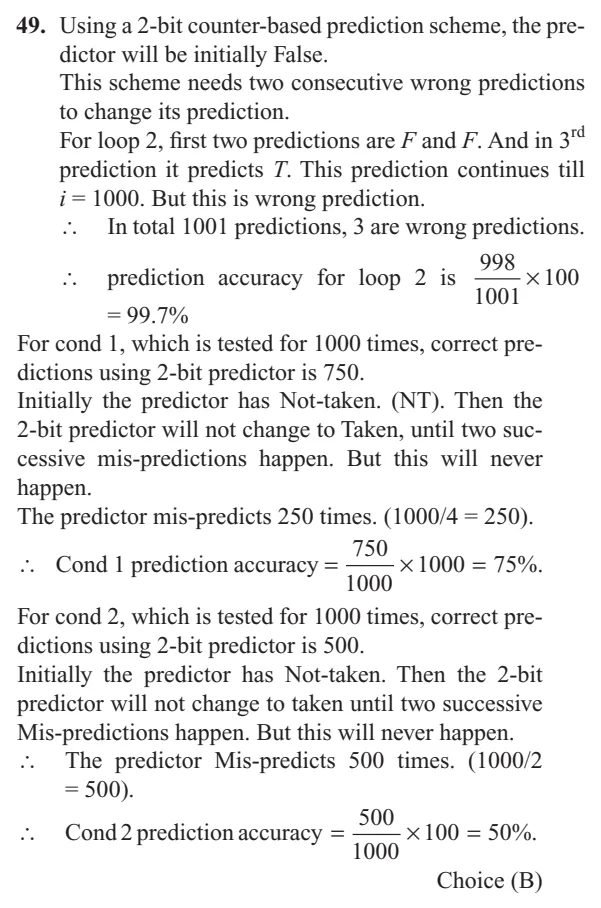 49. Using a 2-bit counter-based prediction scheme, the pre-
dictor will be initially False.
This scheme needs two consecutive wrong predictions
to change its prediction.
For loop 2, first two predictions are F and F. And in 3rd
prediction it predicts T. This prediction continues till
i = 1000. But this is wrong prediction.
∴ In total 1001 predictions, 3 are wrong predictions.
∴ prediction accuracy for loop 2 is 998/1001 × 100
= 99.7%
For cond 1, which is tested for 1000 times, correct pre-
dictions using 2-bit predictor is 750.
Initially the predictor has Not-taken. (NT). Then the
2-bit predictor will not change to Taken, until two suc-
cessive mis-predictions happen. But this will never
happen.
The predictor mis-predicts 250 times. (1000/4 = 250).
∴ Cond 1 prediction accuracy = 750/1000 × 1000 = 75%.
For cond 2, which is tested for 1000 times, correct pre-
dictions using 2-bit predictor is 500.
Initially the predictor has Not-taken. Then the 2-bit
predictor will not change to taken until two successive
Mis-predictions happen. But this will never happen.
∴ The predictor Mis-predicts 500 times. (1000/2
= 500).
∴ Cond 2 prediction accuracy = 500/1000 × 100 = 50%.
Choice (B)